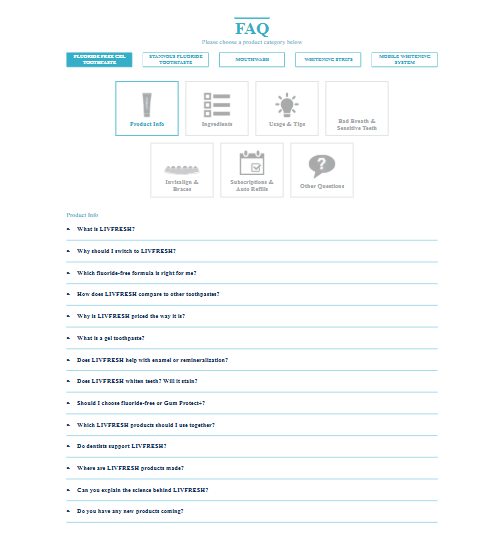 FAQ
Please choose a product category below
FLUORIDE FREE GEL
TOOTHPASTE
STANNOUS FLUORIDE
TOOTHPASTE
MOUTHWASH
WHITENING STRIPS
MOBILE WHITENING
SYSTEM
Product Info
Ingredients
Usage & Tips
Bad Breath &
Sensitive Teeth
Invisalign &
Braces
Subscriptions &
Auto Refills
Other Questions
Product Info
What is LIVFRESH?
Why should I switch to LIVFRESH?
Which fluoride-free formula is right for me?
How does LIVFRESH compare to other toothpastes?
Why is LIVFRESH priced the way it is?
What is a gel toothpaste?
Does LIVFRESH help with enamel or remineralization?
Does LIVFRESH whiten teeth? Will it stain?
Should I choose fluoride-free or Gum Protect+?
Which LIVFRESH products should I use together?
Do dentists support LIVFRESH?
Where are LIVFRESH products made?
Can you explain the science behind LIVFRESH?
Do you have any new products coming?